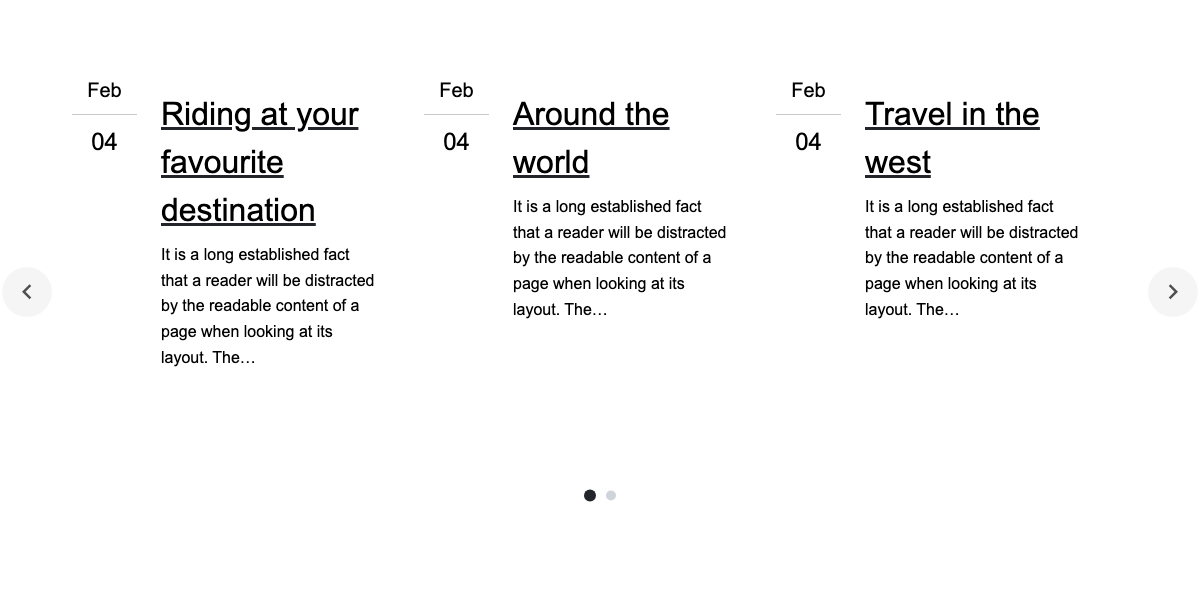 Feb
04
Riding at your
favourite
destination
It is a long established fact
that a reader will be distracted
by the readable content of a
page when looking at its
layout. The…
Feb
04
Around the
world
It is a long established fact
that a reader will be distracted
by the readable content of a
page when looking at its
layout. The…
Feb
04
Travel in the
west
It is a long established fact
that a reader will be distracted
by the readable content of a
page when looking at its
layout. The…